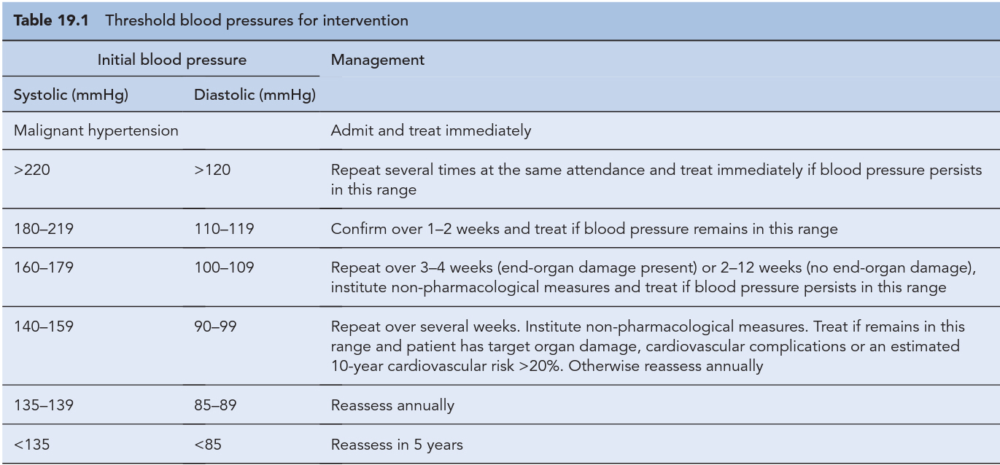 Table 19.1 Threshold blood pressures for intervention
Initial blood pressure Management
Systolic (mmHg) Diastolic (mmHg)
Malignant hypertension Admit and treat immediately
>220 >120 Repeat several times at the same attendance and treat immediately if blood pressure persists
in this range
180–219 110–119 Confirm over 1–2 weeks and treat if blood pressure remains in this range
160–179 100–109 Repeat over 3–4 weeks (end-organ damage present) or 2–12 weeks (no end-organ damage),
institute non-pharmacological measures and treat if blood pressure persists in this range
140–159 90–99 Repeat over several weeks. Institute non-pharmacological measures. Treat if remains in this
range and patient has target organ damage, cardiovascular complications or an estimated
10-year cardiovascular risk >20%. Otherwise reassess annually
135–139 85–89 Reassess annually
<135 <85 Reassess in 5 years